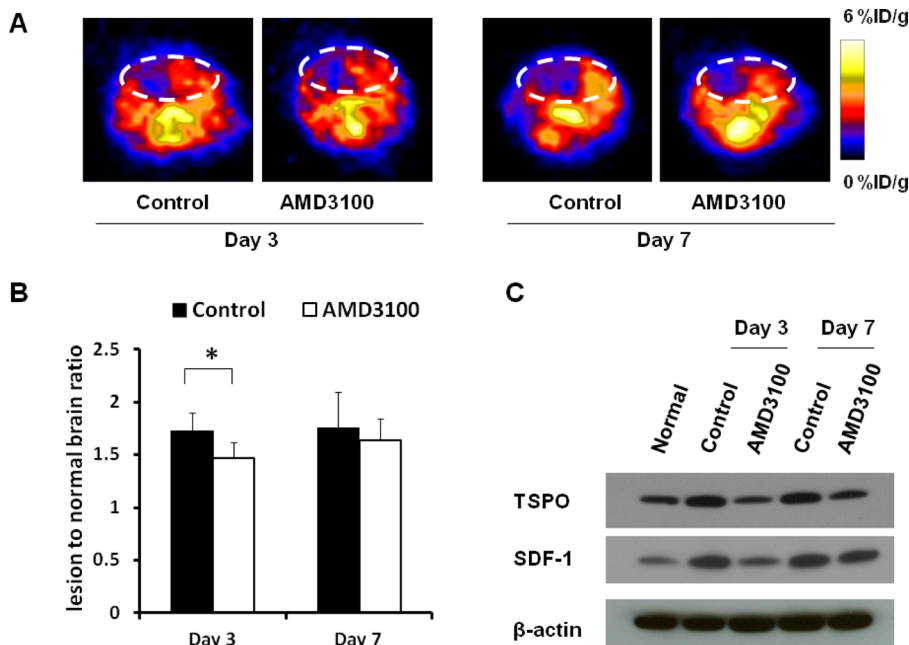 A
6 %ID/g
0 %ID/g
Control
AMD3100
Control
AMD3100
Day 3
Day 7
B
Control
AMD3100
lesion to normal brain ratio
2.5
2
1.5
1
0.5
0
*
Day 3
Day 7
C
Day 3
Day 7
Normal
Control
AMD3100
Control
AMD3100
TSPO
SDF-1
β-actin